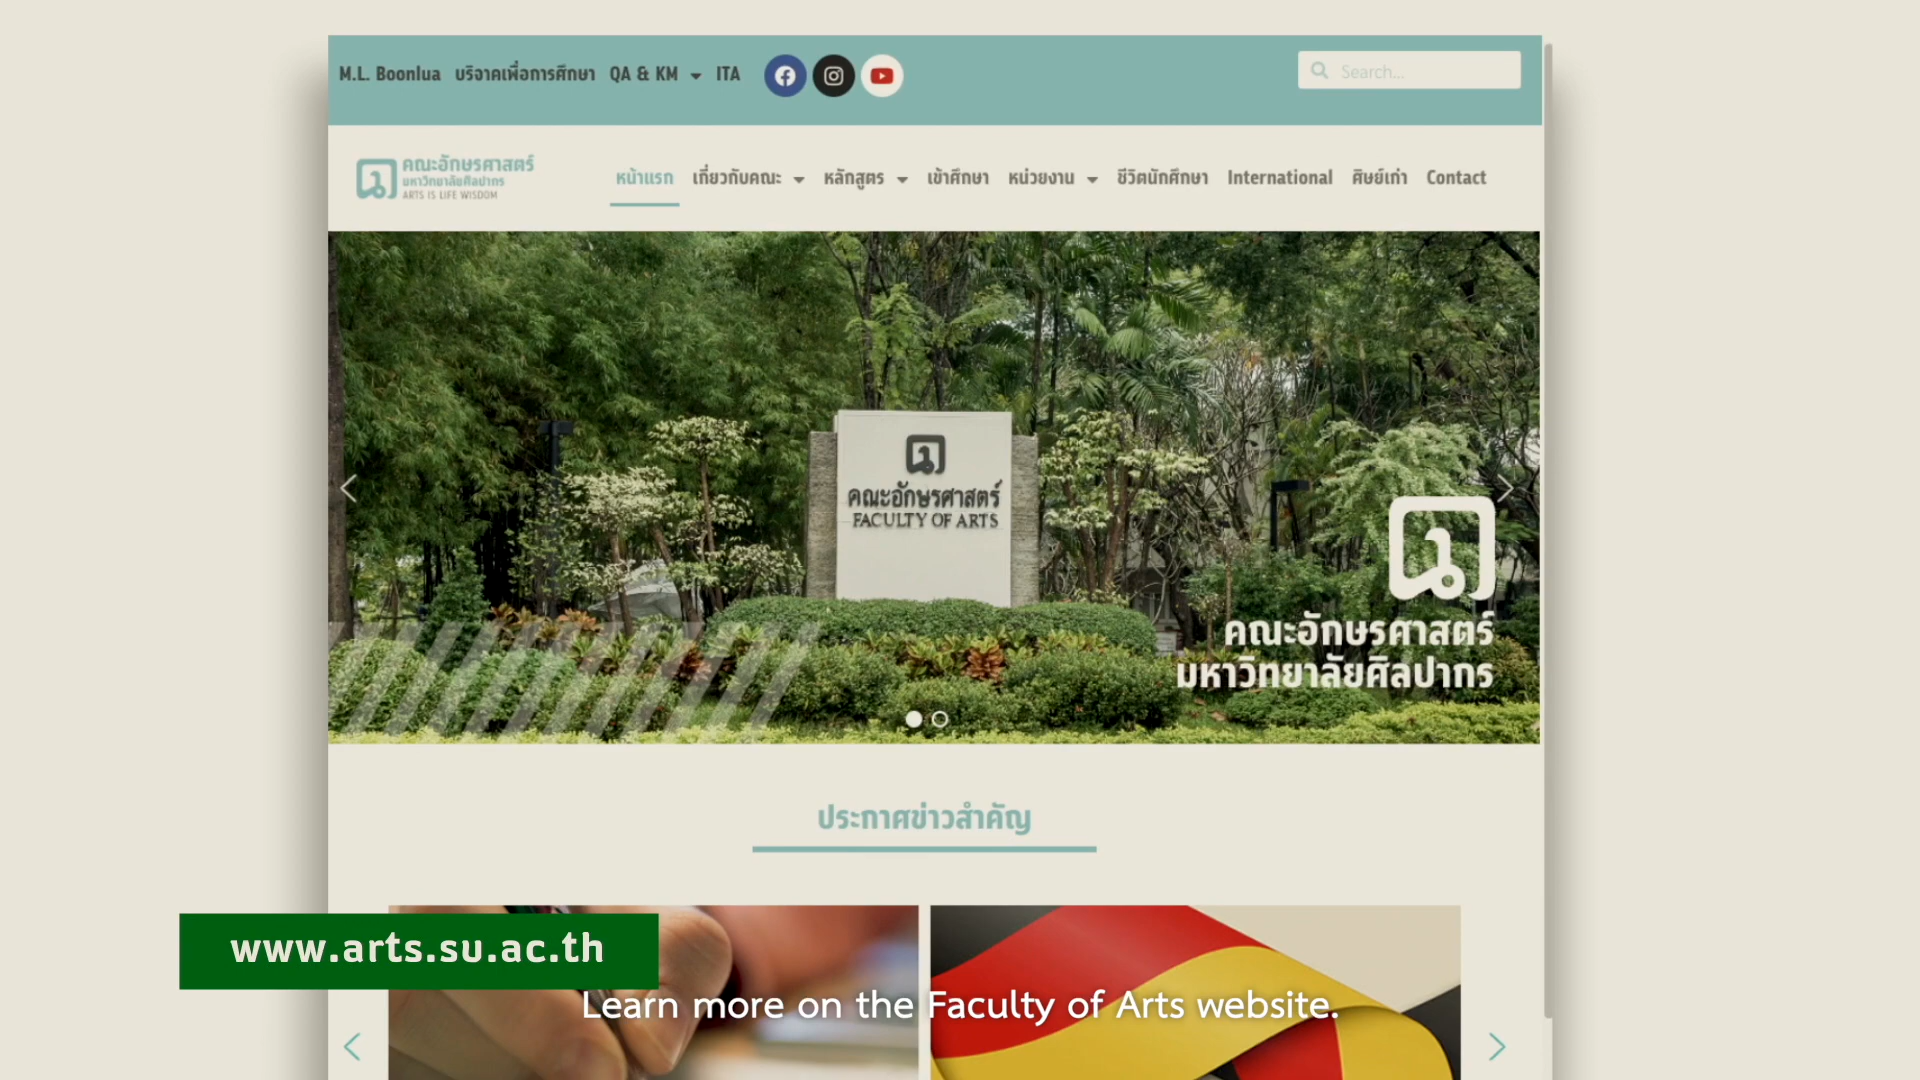 M.L. Boonlua บริจาคเพื่อการศึกษา QA & KM ITA
Search...
คณะอักษรศาสตร์
มหาวิทยาลัยศิลปากร
ARTS IS LIFE WISDOM
หน้าแรก เกี่ยวกับคณะ หลักสูตร เข้าศึกษา หน่วยงาน ชีวิตนักศึกษา International ศิษย์เก่า Contact
คณะอักษรศาสตร์
FACULTY OF ARTS
คณะอักษรศาสตร์
มหาวิทยาลัยศิลปากร
ประกาศข่าวสำคัญ
www.arts.su.ac.th
Learn more on the Faculty of Arts website.